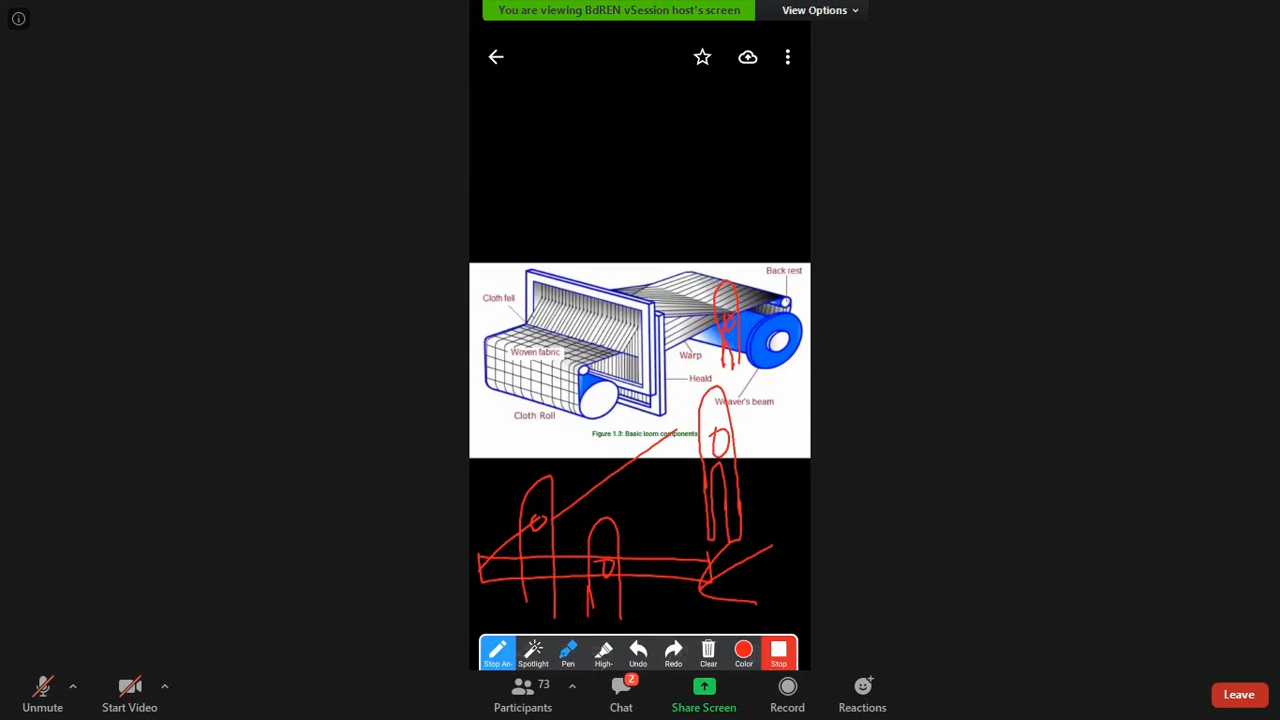 You are viewing BdREN vSession host's screen
View Options
Back rest
Cloth fell
Woven fabric
Warp
Heald
Weaver's beam
Cloth Roll
Figure 1.3: Basic loom components
Stop An-
Spotlight
Pen
High-
Undo
Redo
Clear
Color
Stop
Unmute
Start Video
73
Participants
2
Chat
Share Screen
Record
Reactions
Leave